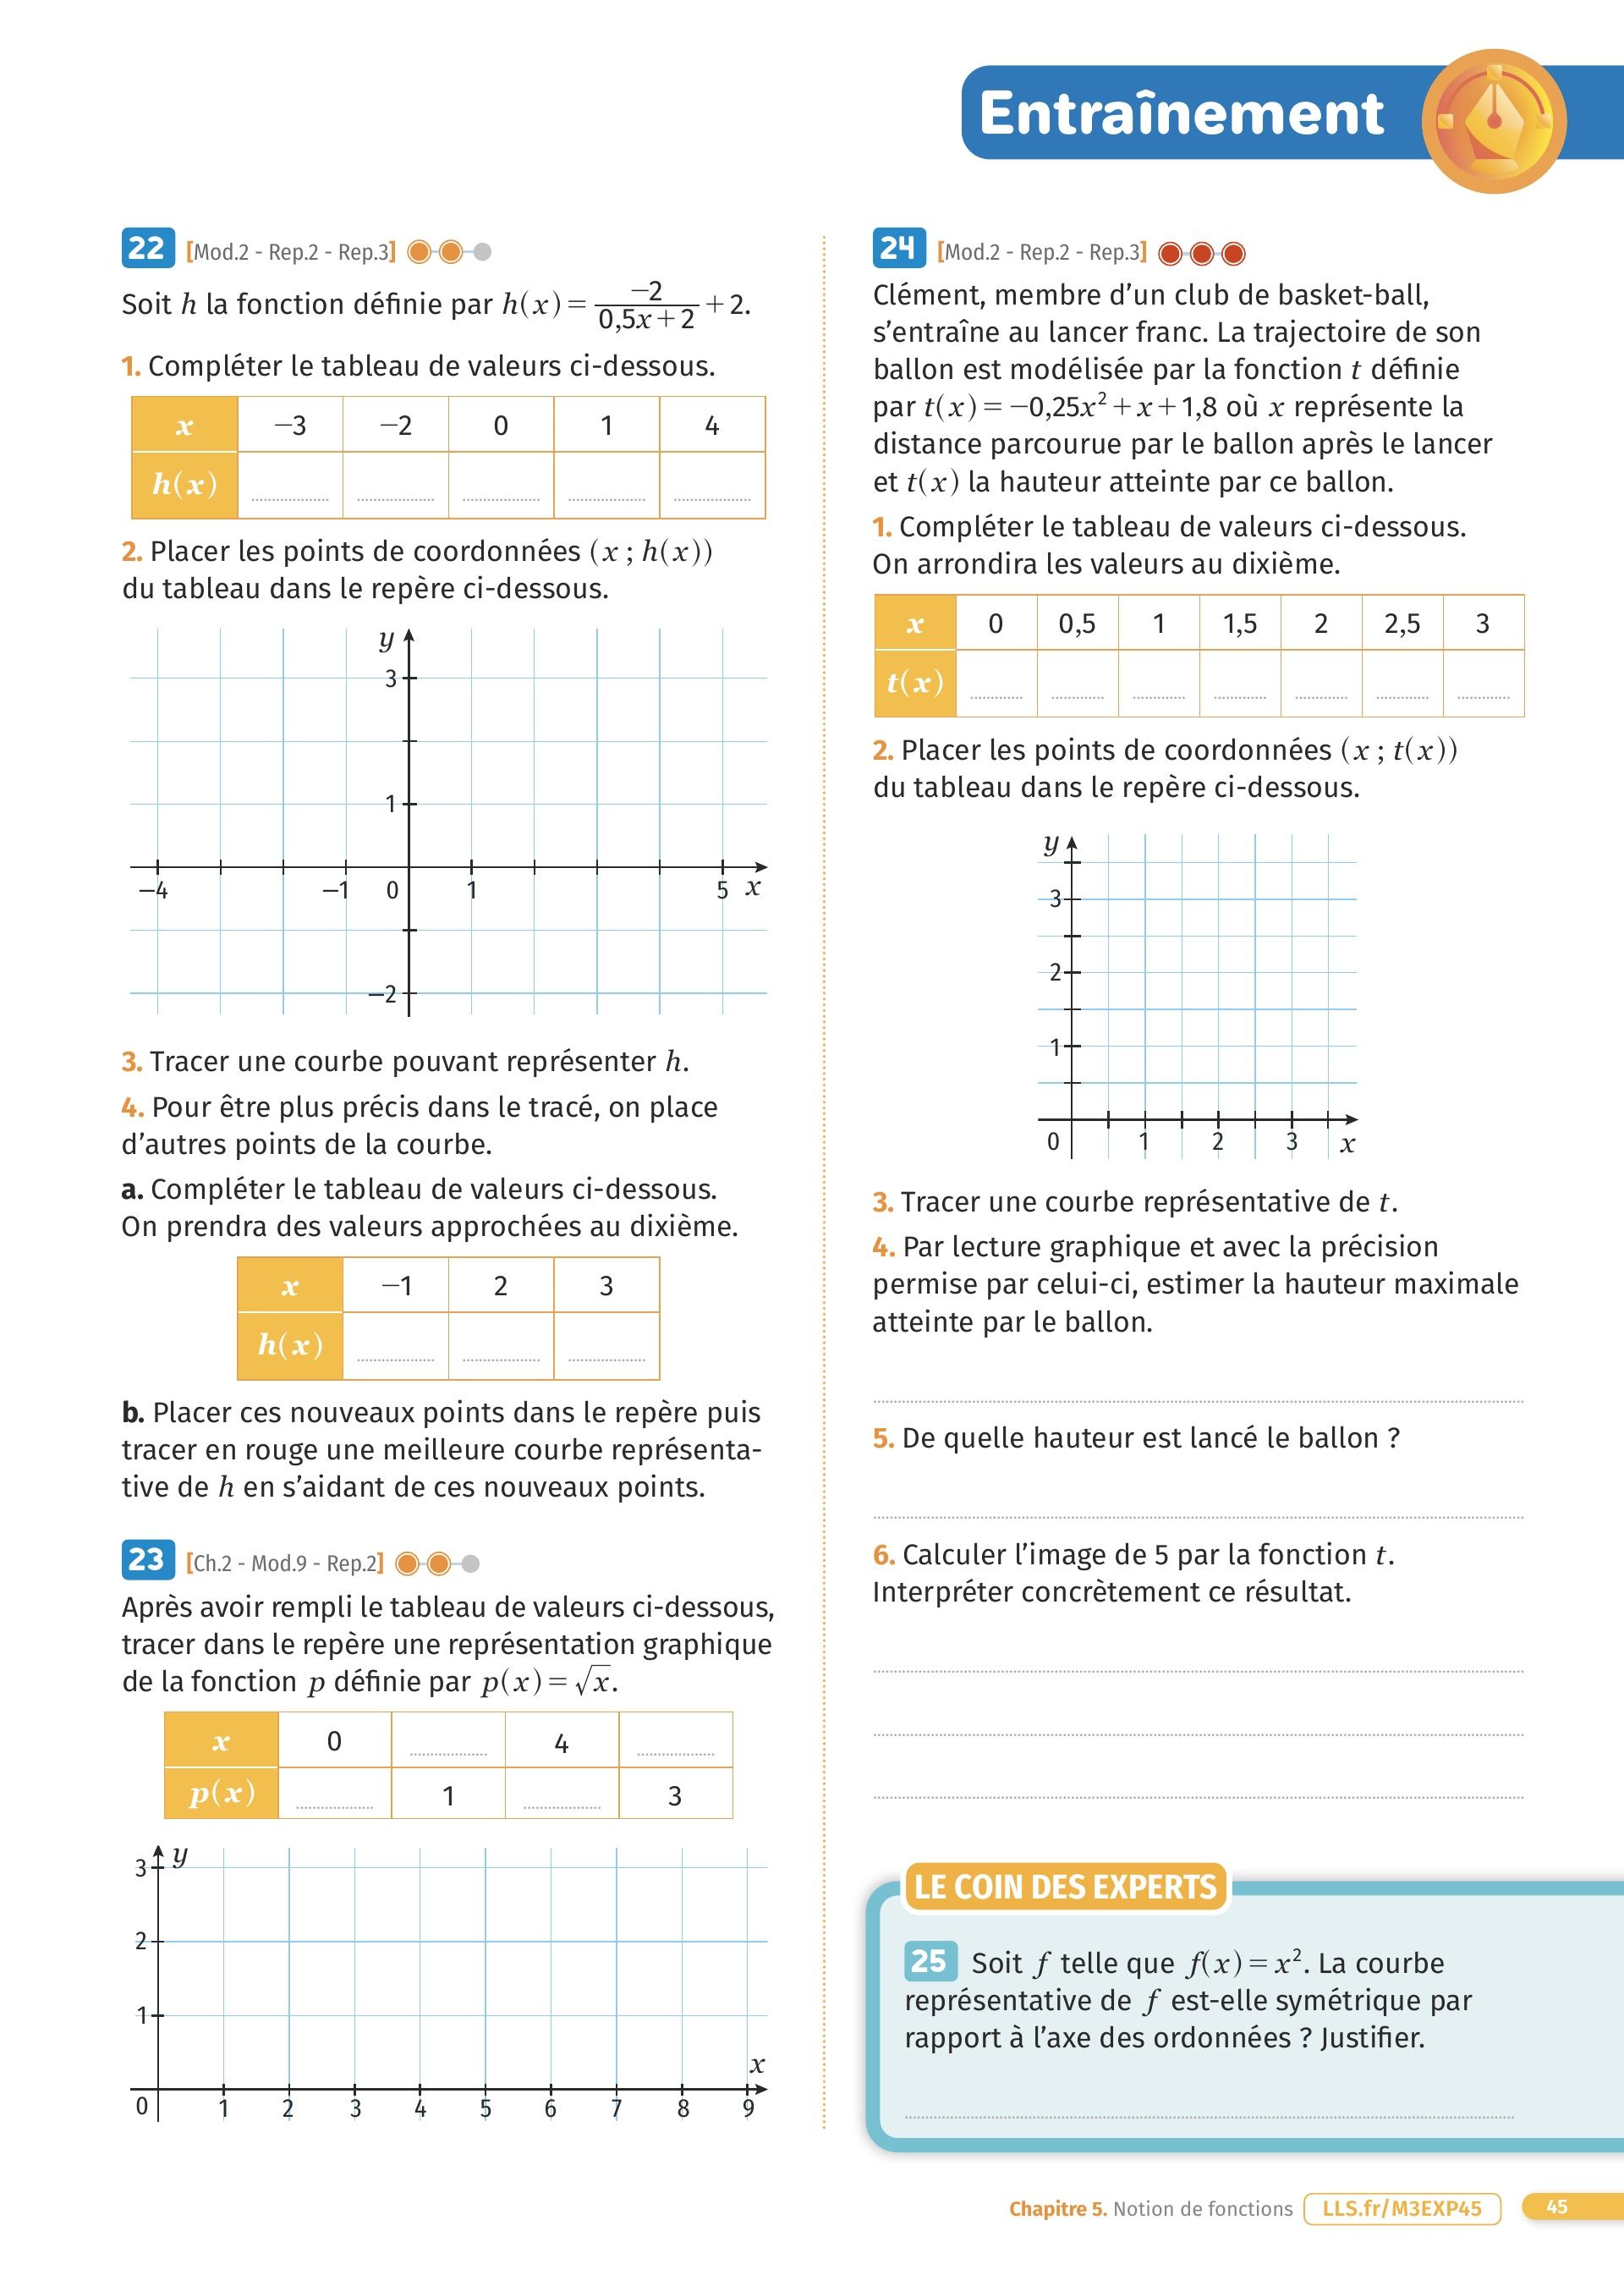 Entraînement
22 [Mod.2 - Rep.2 - Rep.3]
Soit h la fonction définie par h(x) = −2/(0,5x + 2) + 2.
1. Compléter le tableau de valeurs ci-dessous.
x −3 −2 0 1 4
h(x)
2. Placer les points de coordonnées (x ; h(x))
du tableau dans le repère ci-dessous.
y
3
1
−4 −1 0 1 5 x
−2
3. Tracer une courbe pouvant représenter h.
4. Pour être plus précis dans le tracé, on place
d’autres points de la courbe.
a. Compléter le tableau de valeurs ci-dessous.
On prendra des valeurs approchées au dixième.
x −1 2 3
h(x)
b. Placer ces nouveaux points dans le repère puis
tracer en rouge une meilleure courbe représenta-
tive de h en s’aidant de ces nouveaux points.
23 [Ch.2 - Mod.9 - Rep.2]
Après avoir rempli le tableau de valeurs ci-dessous,
tracer dans le repère une représentation graphique
de la fonction p définie par p(x) = √x.
x 0 4
p(x) 1 3
3 y
2
1
x
0 1 2 3 4 5 6 7 8 9
24 [Mod.2 - Rep.2 - Rep.3]
Clément, membre d’un club de basket-ball,
s’entraîne au lancer franc. La trajectoire de son
ballon est modélisée par la fonction t définie
par t(x) = −0,25x² + x + 1,8 où x représente la
distance parcourue par le ballon après le lancer
et t(x) la hauteur atteinte par ce ballon.
1. Compléter le tableau de valeurs ci-dessous.
On arrondira les valeurs au dixième.
x 0 0,5 1 1,5 2 2,5 3
t(x)
2. Placer les points de coordonnées (x ; t(x))
du tableau dans le repère ci-dessous.
y
3
2
1
0 1 2 3 x
3. Tracer une courbe représentative de t.
4. Par lecture graphique et avec la précision
permise par celui-ci, estimer la hauteur maximale
atteinte par le ballon.
5. De quelle hauteur est lancé le ballon ?
6. Calculer l’image de 5 par la fonction t.
Interpréter concrètement ce résultat.
LE COIN DES EXPERTS
25 Soit f telle que f(x) = x². La courbe
représentative de f est-elle symétrique par
rapport à l’axe des ordonnées ? Justifier.
Chapitre 5. Notion de fonctions LLS.fr/M3EXP45 45